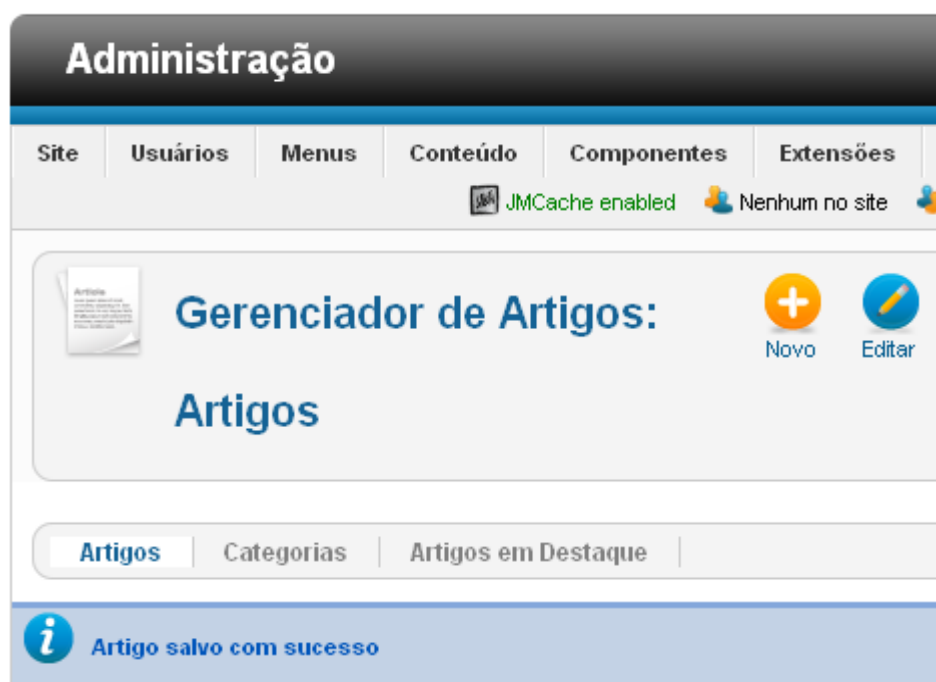 Administração
Site Usuários Menus Conteúdo Componentes Extensões
JMCache enabled Nenhum no site
Gerenciador de Artigos:
Artigos
Novo Editar
Artigos Categorias Artigos em Destaque
Artigo salvo com sucesso